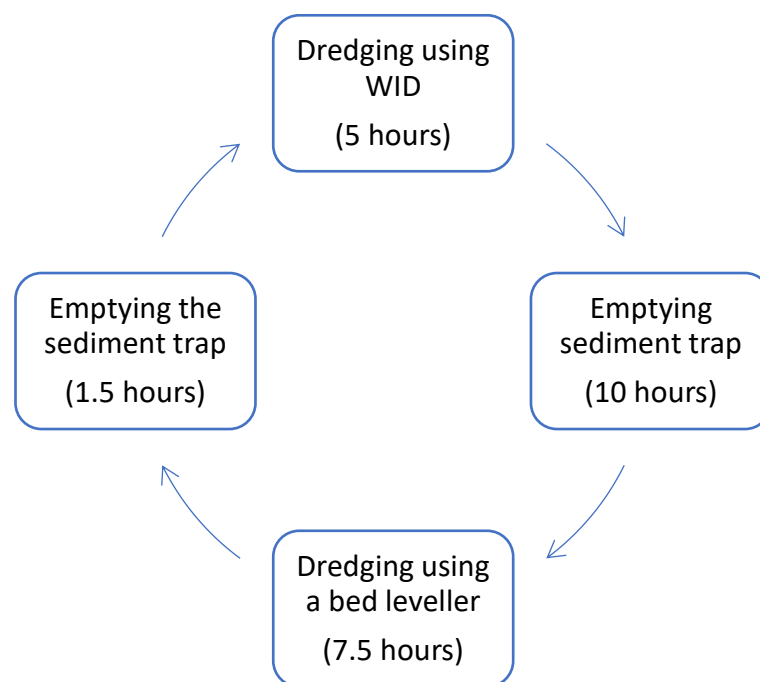 Dredging using
WID
(5 hours)
Emptying
sediment trap
(10 hours)
Dredging using
a bed leveller
(7.5 hours)
Emptying the
sediment trap
(1.5 hours)